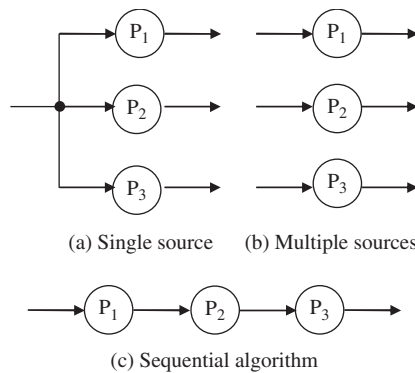 P1 P1
P2 P2
P3 P3
(a) Single source (b) Multiple sources
P1 P2 P3
(c) Sequential algorithm